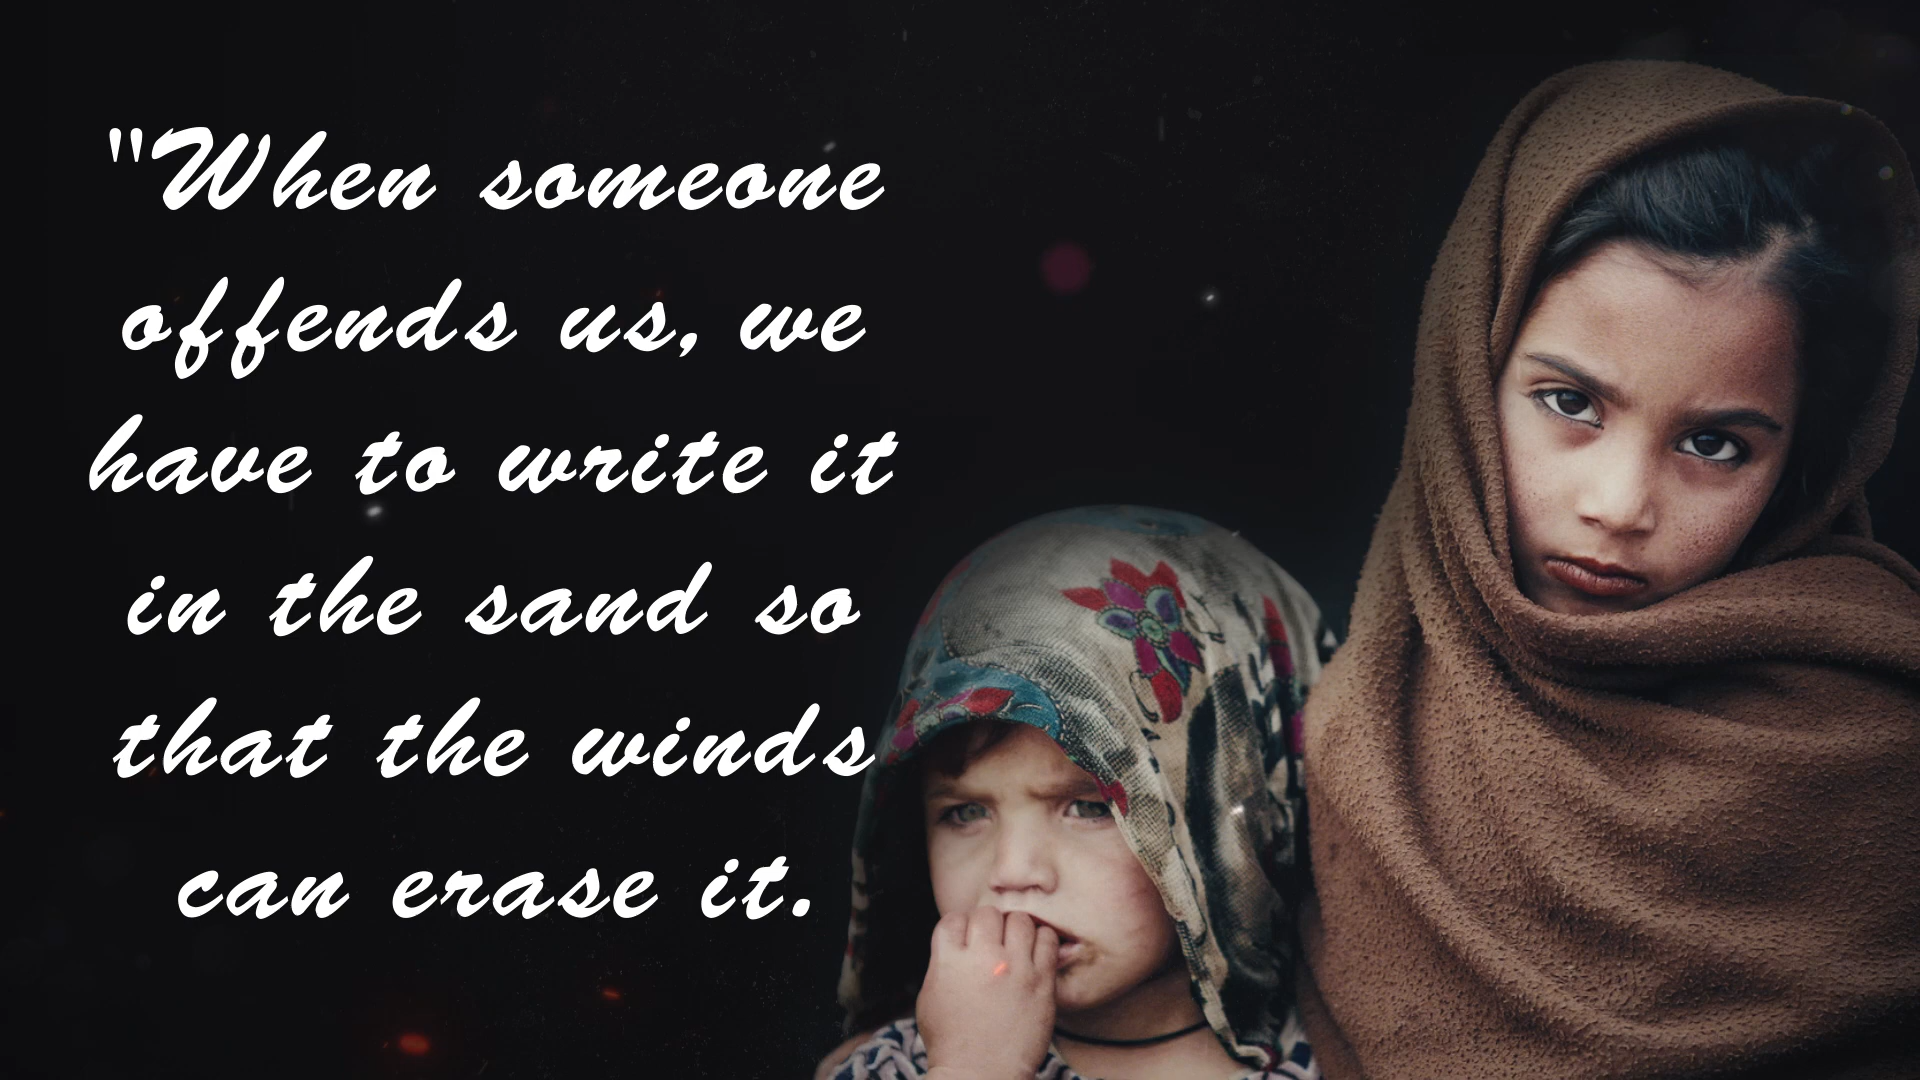 "When someone
offends us, we
have to write it
in the sand so
that the winds
can erase it.